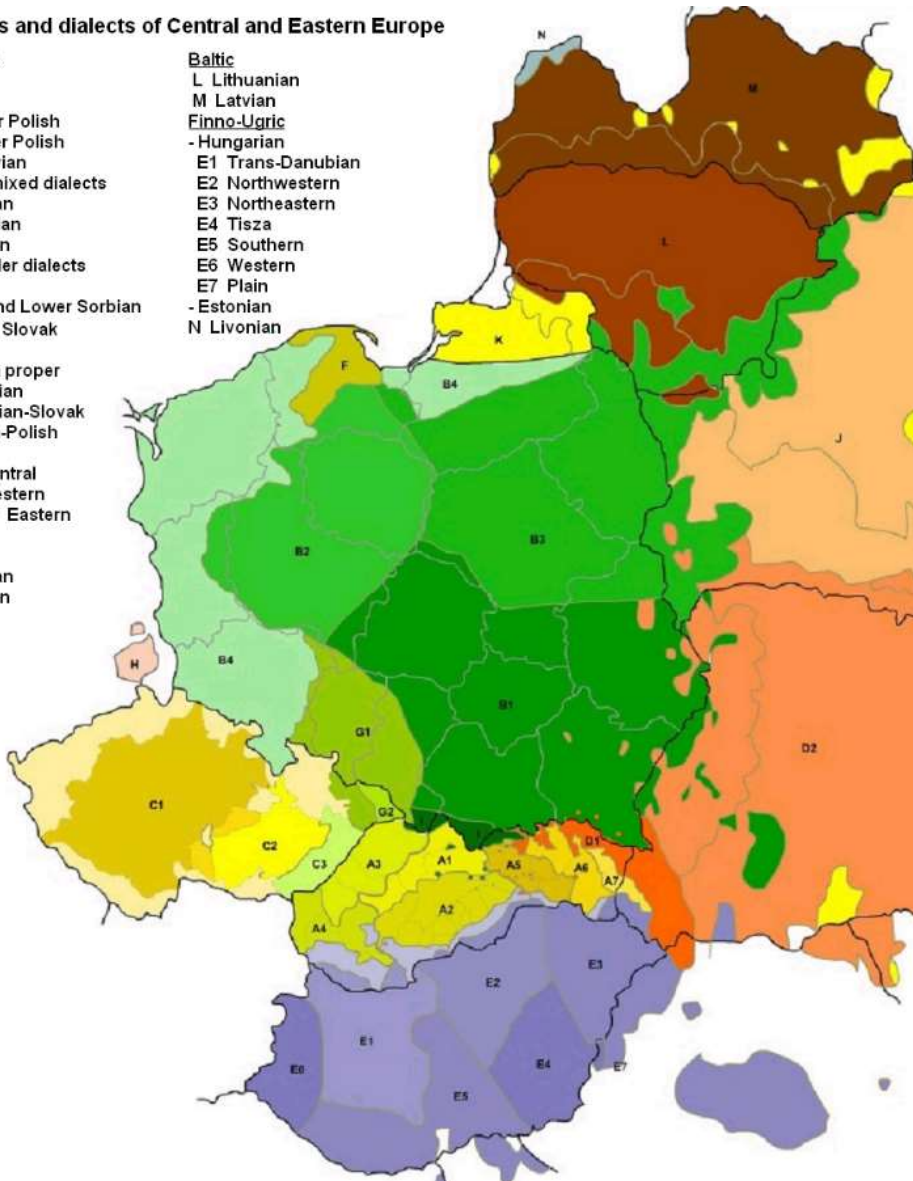 s and dialects of Central and Eastern Europe
r Polish
er Polish
rian
ixed dialects
an
ian
n
ler dialects
nd Lower Sorbian
Slovak
proper
ian
ian-Slovak
-Polish
ntral
estern
Eastern
an
n
Baltic
L Lithuanian
M Latvian
Finno-Ugric
- Hungarian
E1 Trans-Danubian
E2 Northwestern
E3 Northeastern
E4 Tisza
E5 Southern
E6 Western
E7 Plain
- Estonian
N Livonian
N
M
L
K
F
B4
J
B2
B3
H
B4
B1
G1
D2
C1
G2
C2
C3
A3
A1
A5
D1
A6
A7
A2
A4
E3
E2
E1
E6
E4
E7
E5